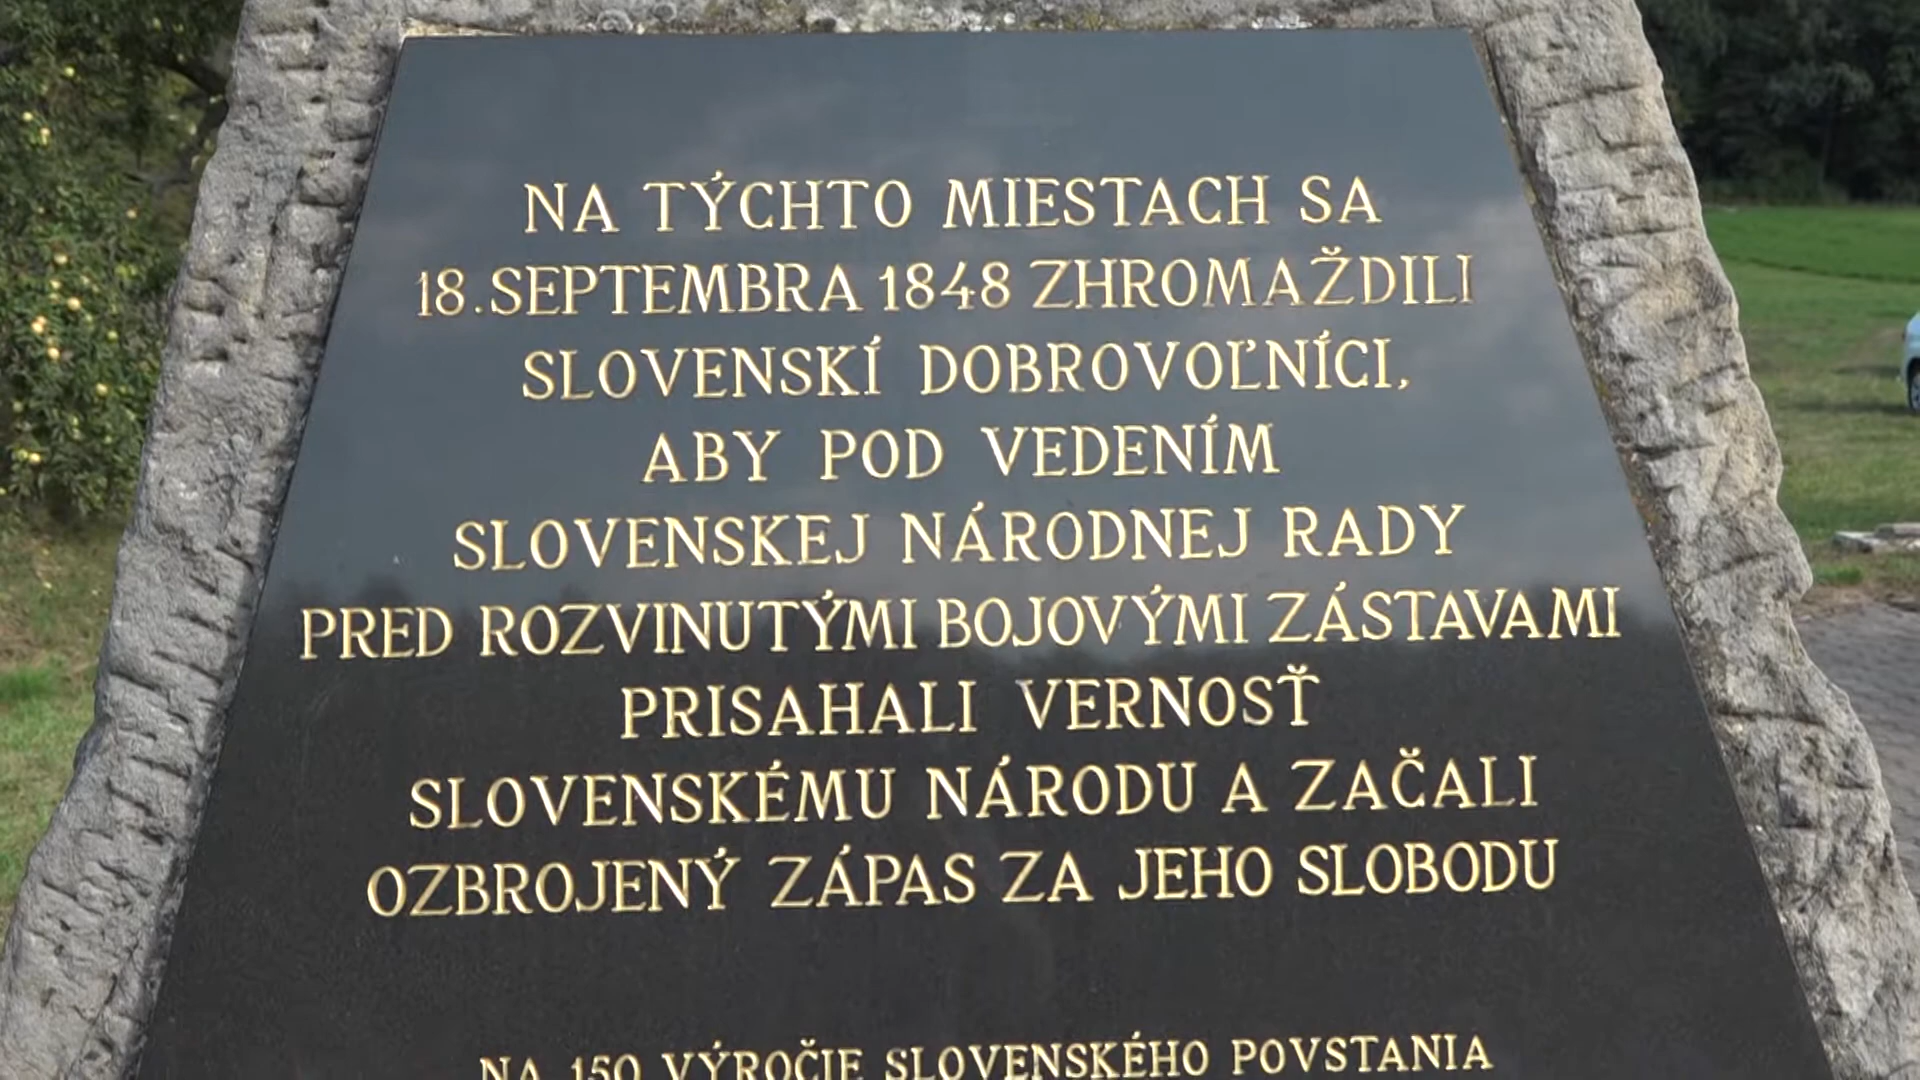 NA TÝCHTO MIESTACH SA
18. SEPTEMBRA 1848 ZHROMAŽDILI
SLOVENSKÍ DOBROVOĽNÍCI,
ABY POD VEDENÍM
SLOVENSKEJ NÁRODNEJ RADY
PRED ROZVINUTÝMI BOJOVÝMI ZÁSTAVAMI
PRISAHALI VERNOSŤ
SLOVENSKÉMU NÁRODU A ZAČALI
OZBROJENÝ ZÁPAS ZA JEHO SLOBODU
NA 150 VÝROČIE SLOVENSKÉHO POVSTANIA